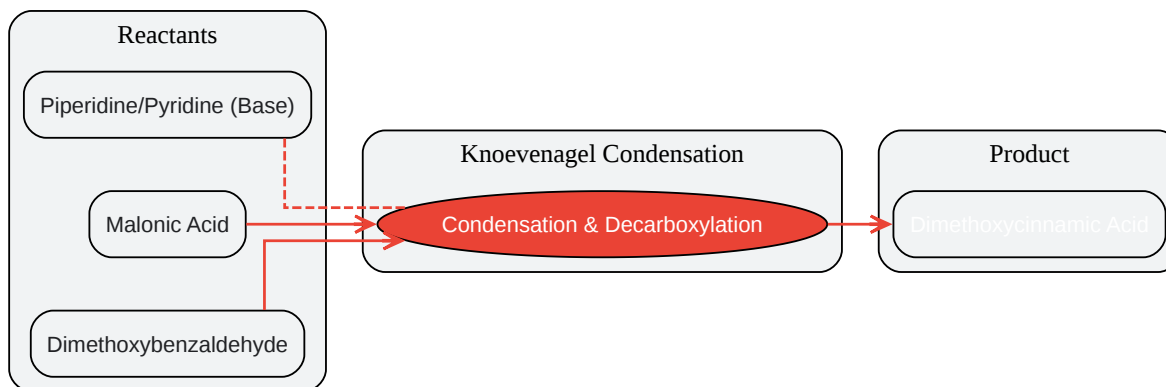 Reactants
Piperidine/Pyridine (Base)
Malonic Acid
Dimethoxybenzaldehyde
Knoevenagel Condensation
Condensation & Decarboxylation
Product
Dimethoxycinnamic Acid